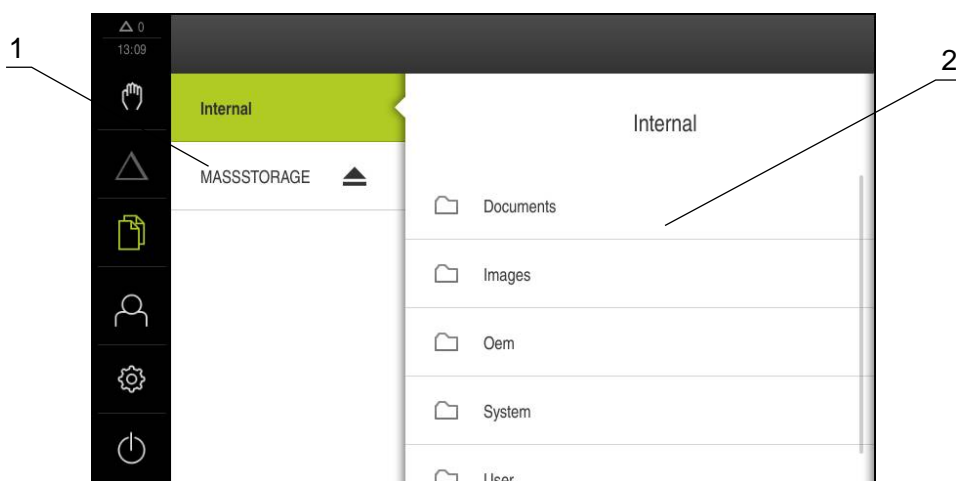 1
2
0
13:09
Internal
MASSSTORAGE
Internal
Documents
Images
Oem
System
User